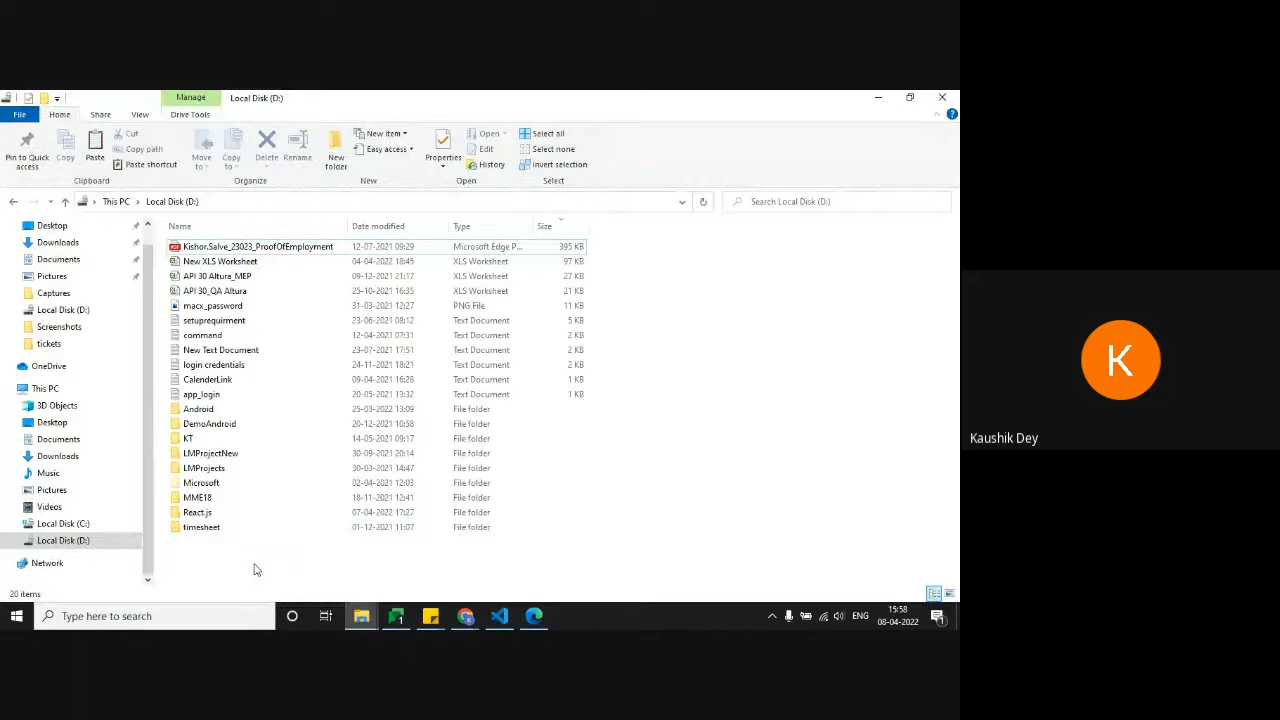 Manage Local Disk (D:)
File Home Share View Drive Tools
Pin to Quick access Copy Paste Cut Copy path Paste shortcut Move to Copy to Delete Rename New folder New item Easy access Properties Open Edit History Select all Select none Invert selection
Clipboard Organize New Open Select
This PC Local Disk (D:) Search Local Disk (D:)
Desktop
Downloads
Documents
Pictures
Captures
Local Disk (D:)
Screenshots
tickets
OneDrive
This PC
3D Objects
Desktop
Documents
Downloads
Music
Pictures
Videos
Local Disk (C:)
Local Disk (D:)
Network
Name Date modified Type Size
Kishor.Salve_23023_ProofOfEmployment 12-07-2021 09:29 Microsoft Edge P... 395 KB
New XLS Worksheet 04-04-2022 18:45 XLS Worksheet 97 KB
API 30 Altura_MEP 09-12-2021 21:17 XLS Worksheet 27 KB
API 30_QA Altura 25-10-2021 16:35 XLS Worksheet 21 KB
macx_password 31-03-2021 12:27 PNG File 11 KB
setuprequirment 23-06-2021 08:12 Text Document 5 KB
command 12-04-2021 07:31 Text Document 2 KB
New Text Document 23-07-2021 17:51 Text Document 2 KB
login credentials 24-11-2021 18:21 Text Document 2 KB
CalenderLink 09-04-2021 16:28 Text Document 1 KB
app_login 20-05-2021 13:32 Text Document 1 KB
Android 25-03-2022 13:09 File folder
DemoAndroid 20-12-2021 10:58 File folder
KT 14-05-2021 09:17 File folder
LMProjectNew 30-09-2021 20:14 File folder
LMProjects 30-03-2021 14:47 File folder
Microsoft 02-04-2021 12:03 File folder
MME18 18-11-2021 12:41 File folder
React.js 07-04-2022 17:27 File folder
timesheet 01-12-2021 11:07 File folder
20 items
Type here to search ENG 15:58
08-04-2022
K
Kaushik Dey